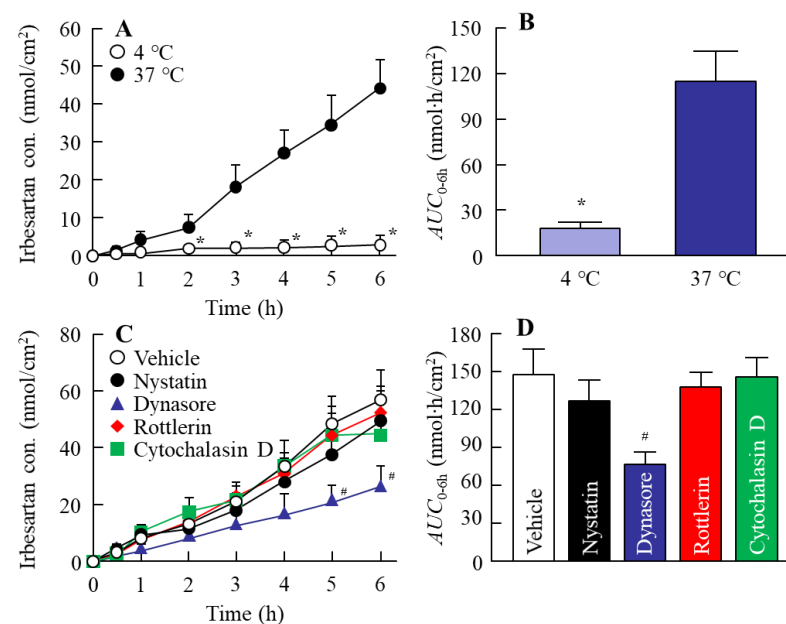 A
4 °C
37 °C
Irbesartan con. (nmol/cm²)
60
50
40
30
20
10
0
* * * * *
0 1 2 3 4 5 6
Time (h)
B
AUC₀₋₆ₕ (nmol·h/cm²)
150
120
90
60
30
0
*
4 °C 37 °C
C
Vehicle
Nystatin
Dynasore
Rottlerin
Cytochalasin D
Irbesartan con. (nmol/cm²)
80
60
40
20
0
# #
0 1 2 3 4 5 6
Time (h)
D
AUC₀₋₆ₕ (nmol·h/cm²)
180
150
120
90
60
30
0
#
Vehicle
Nystatin
Dynasore
Rottlerin
Cytochalasin D